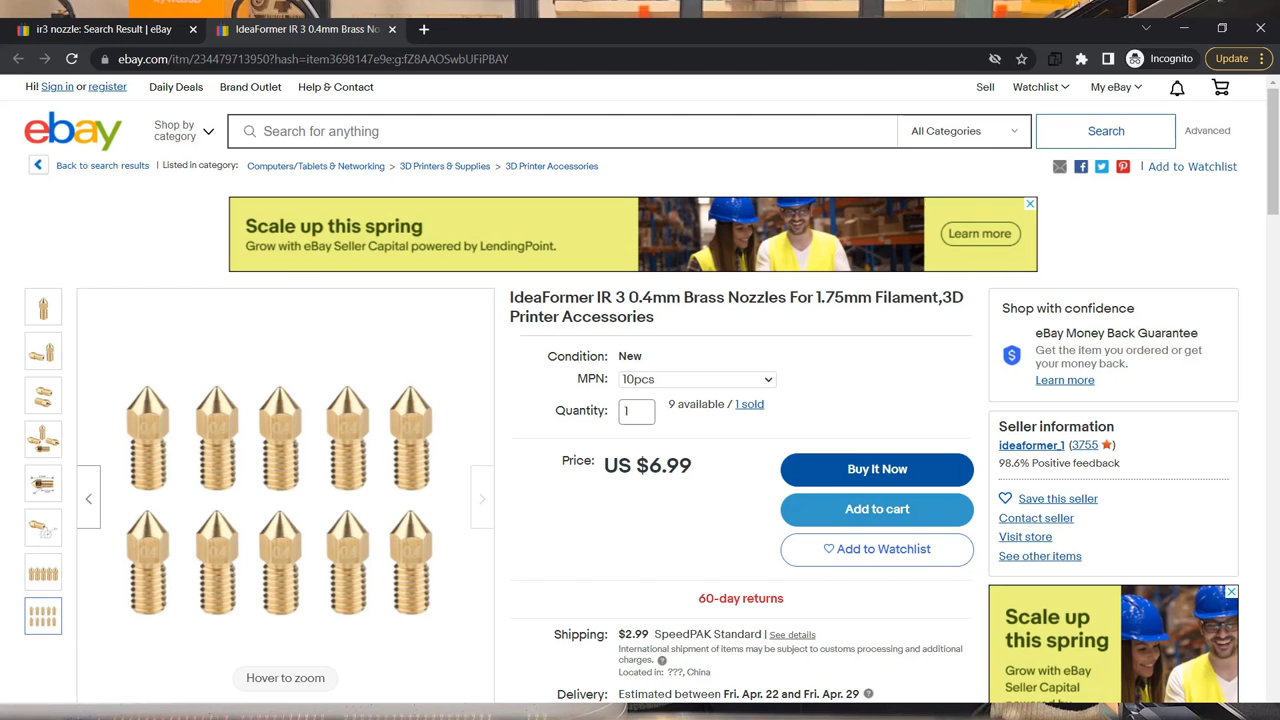 ir3 nozzle: Search Result | eBay
IdeaFormer IR 3 0.4mm Brass No
ebay.com/itm/234479713950?hash=item3698147e9e:g:fZ8AAOSwbUFiPBAY
Incognito
Update
Hi! Sign in or register
Daily Deals
Brand Outlet
Help & Contact
Sell
Watchlist
My eBay
ebay
Shop by
category
Search for anything
All Categories
Search
Advanced
Back to search results
Listed in category:
Computers/Tablets & Networking > 3D Printers & Supplies > 3D Printer Accessories
Add to Watchlist
Scale up this spring
Grow with eBay Seller Capital powered by LendingPoint.
Learn more
IdeaFormer IR 3 0.4mm Brass Nozzles For 1.75mm Filament,3D
Printer Accessories
Condition: New
MPN: 10pcs
Quantity: 1
9 available / 1 sold
Price: US $6.99
Buy It Now
Add to cart
Add to Watchlist
60-day returns
Shipping: $2.99 SpeedPAK Standard | See details
International shipment of items may be subject to customs processing and additional
charges.
Located in: ???, China
Delivery: Estimated between Fri. Apr. 22 and Fri. Apr. 29
Hover to zoom
Shop with confidence
eBay Money Back Guarantee
Get the item you ordered or get
your money back.
Learn more
Seller information
ideaformer_1 (3755)
98.6% Positive feedback
Save this seller
Contact seller
Visit store
See other items
Scale up
this spring
Grow with eBay
Seller Capital